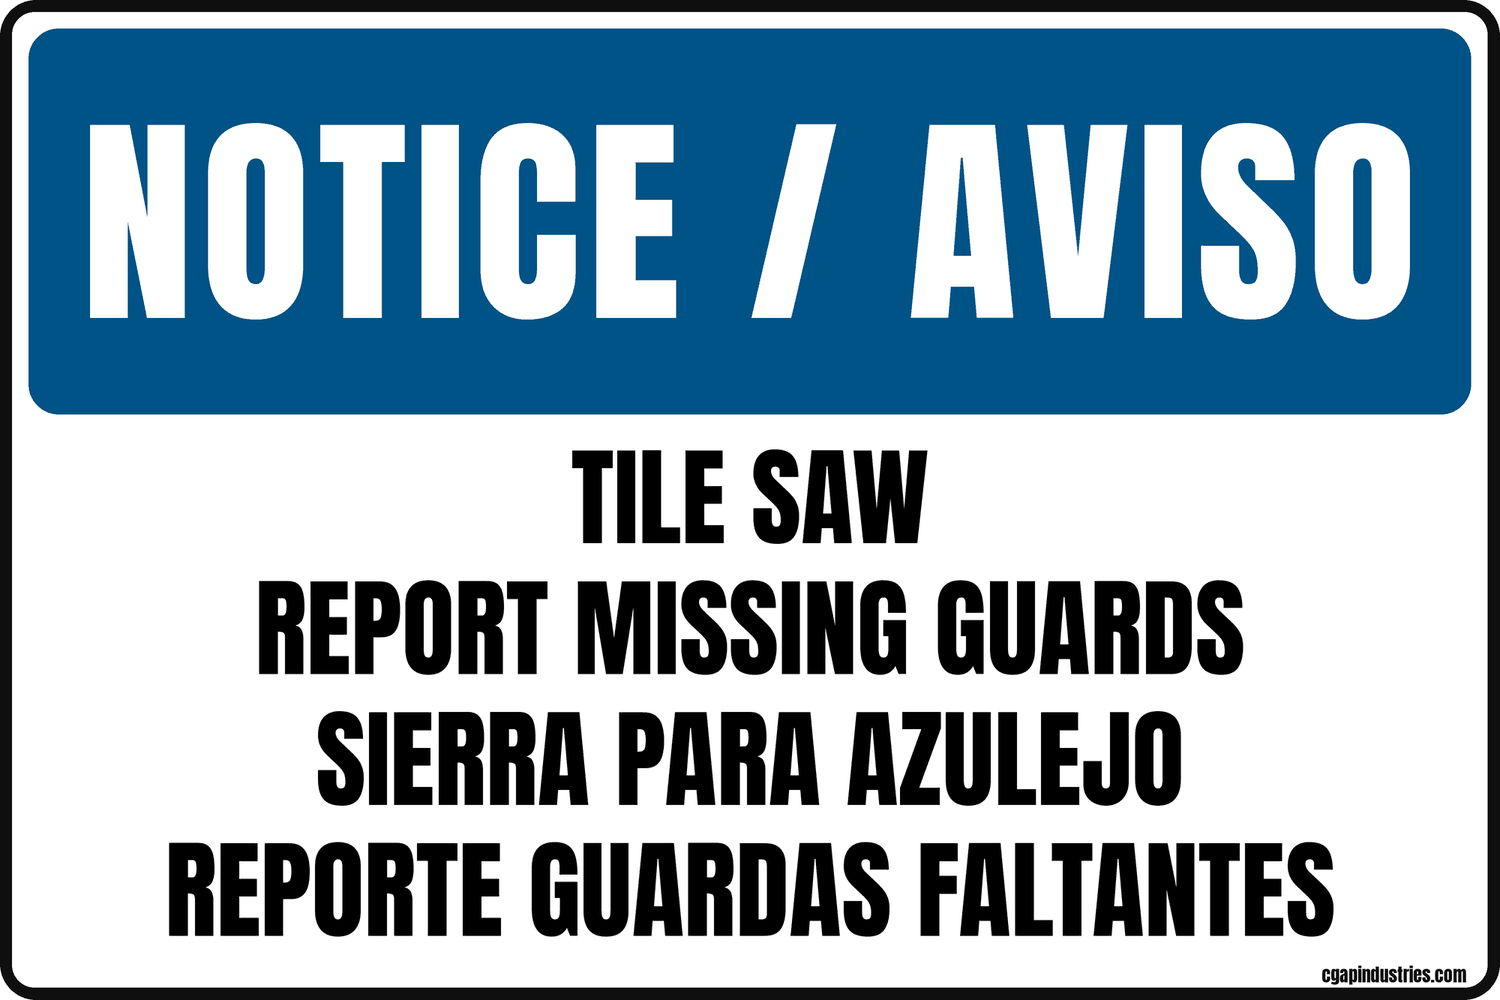 NOTICE / AVISO
TILE SAW
REPORT MISSING GUARDS
SIERRA PARA AZULEJO
REPORTE GUARDAS FALTANTES
cgapindustries.com